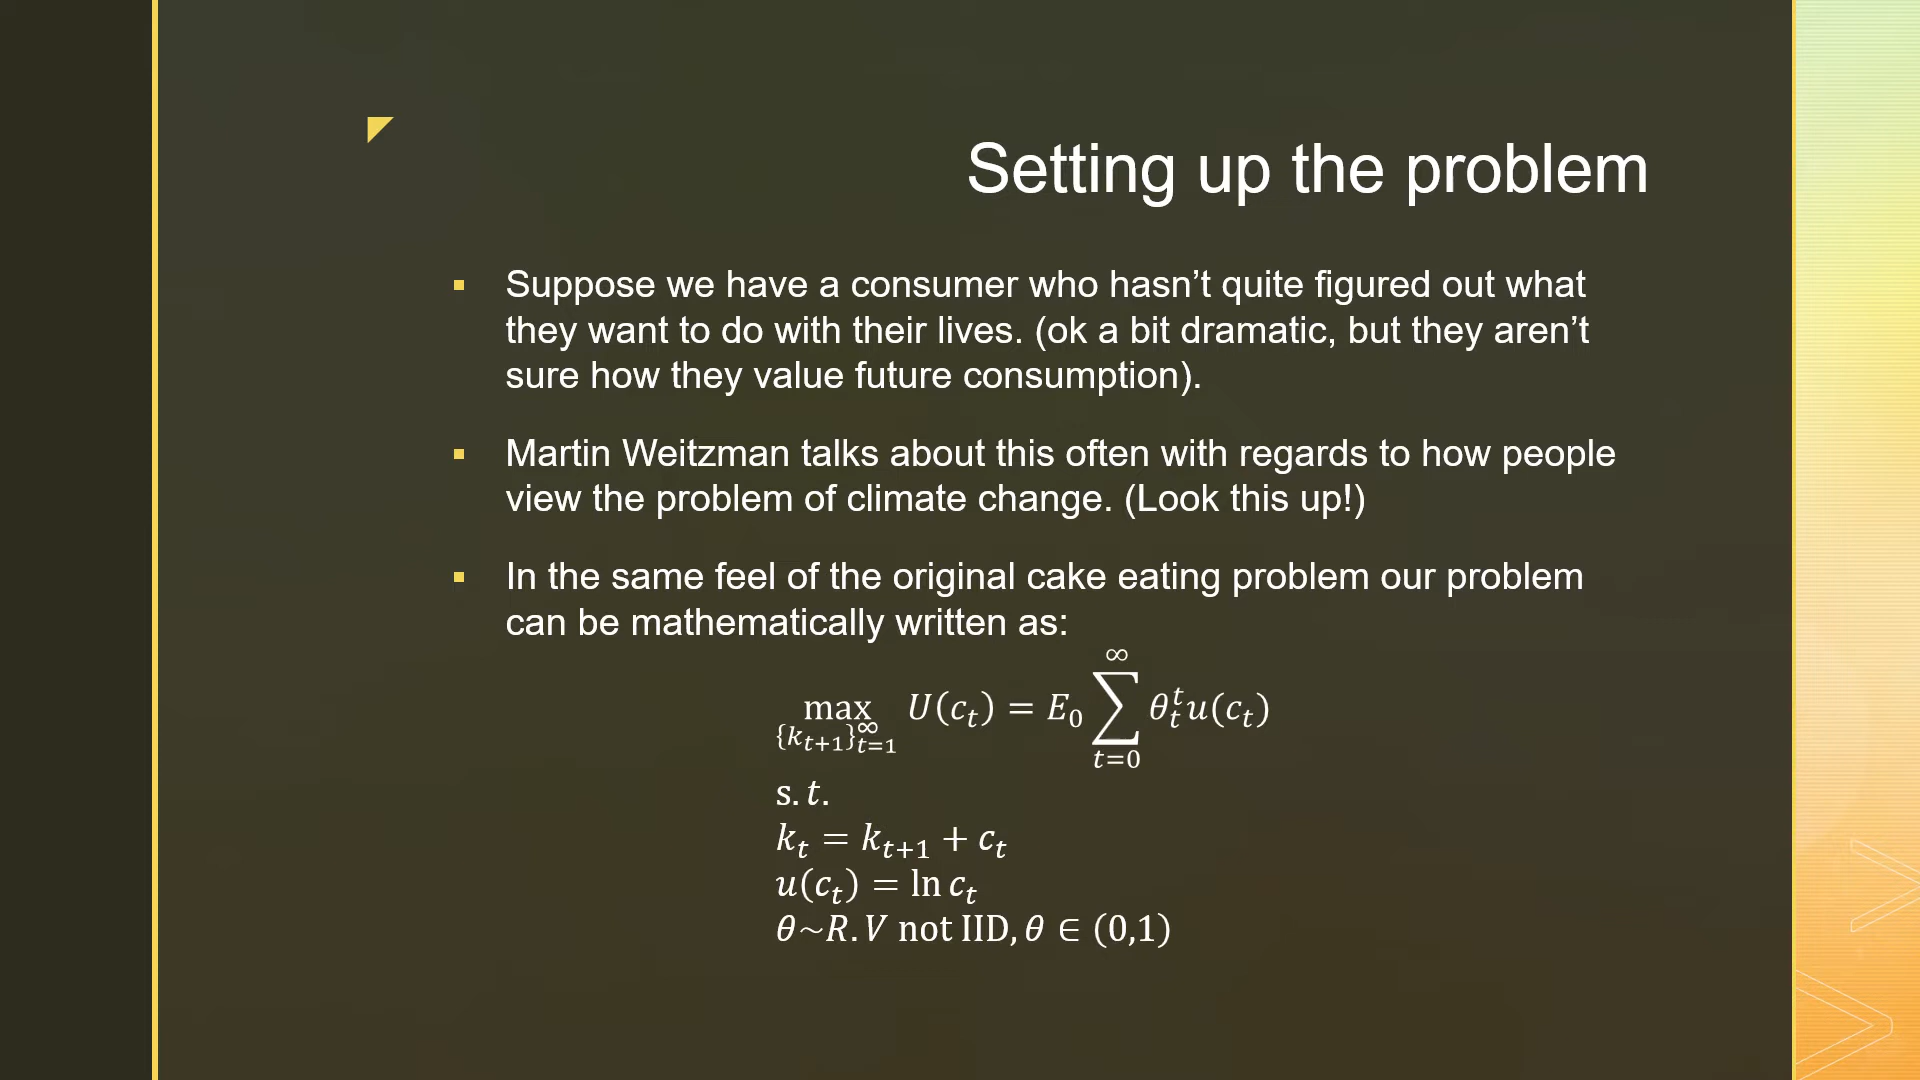 Setting up the problem
Suppose we have a consumer who hasn’t quite figured out what
they want to do with their lives. (ok a bit dramatic, but they aren’t
sure how they value future consumption).
Martin Weitzman talks about this often with regards to how people
view the problem of climate change. (Look this up!)
In the same feel of the original cake eating problem our problem
can be mathematically written as:
max_{{k_{t+1}}_{t=1}^∞} U(c_t) = E_0 ∑_{t=0}^∞ θ_t^t u(c_t)
s. t.
k_t = k_{t+1} + c_t
u(c_t) = ln c_t
θ~R. V not IID, θ ∈ (0,1)